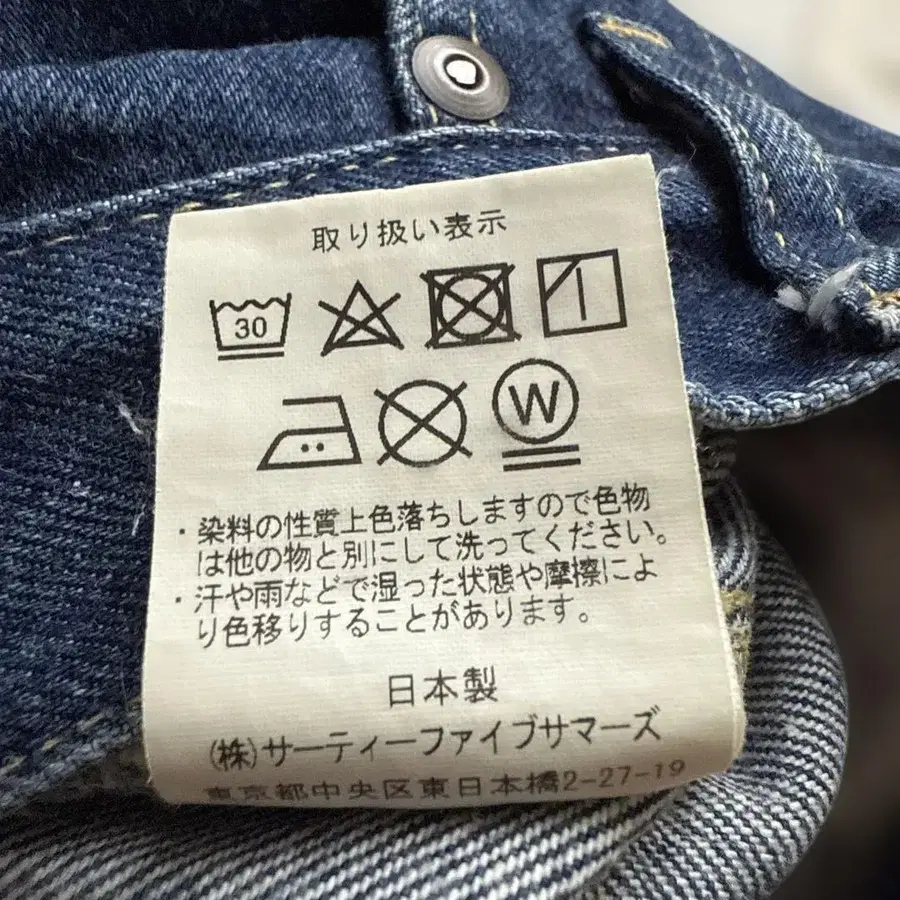 取り扱い表示
30
W
・染料の性質上色落ちしますので色物
は他の物と別にして洗ってください。
・汗や雨などで湿った状態や摩擦によ
り色移りすることがあります。
日本製
(株)サーティーファイブサマーズ
東京都中央区東日本橋2-27-19